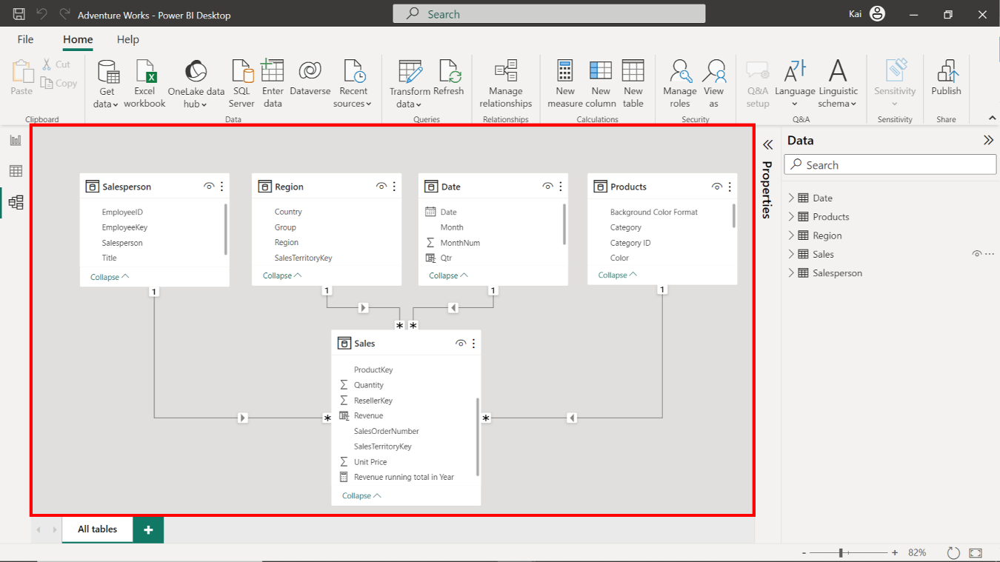 Adventure Works - Power BI Desktop
Search
Kai
File Home Help
Paste
Cut
Copy
Get data
Excel workbook
OneLake data hub
SQL Server
Enter data
Dataverse
Recent sources
Transform data
Refresh
Manage relationships
New measure
New column
New table
Manage roles
View as
Q&A setup
Language
Linguistic schema
Sensitivity
Publish
Clipboard
Data
Queries
Relationships
Calculations
Security
Q&A
Sensitivity
Share
Salesperson
EmployeeID
EmployeeKey
Salesperson
Title
Collapse
1
Region
Country
Group
Region
SalesTerritoryKey
Collapse
1
Date
Date
Month
MonthNum
Qtr
Collapse
1
Products
Background Color Format
Category
Category ID
Color
Collapse
1
* *
Sales
ProductKey
Quantity
ResellerKey
Revenue
SalesOrderNumber
SalesTerritoryKey
Unit Price
Revenue running total in Year
Collapse
* *
Properties
Data
Search
Date
Products
Region
Sales
Salesperson
All tables
+
- + 82%